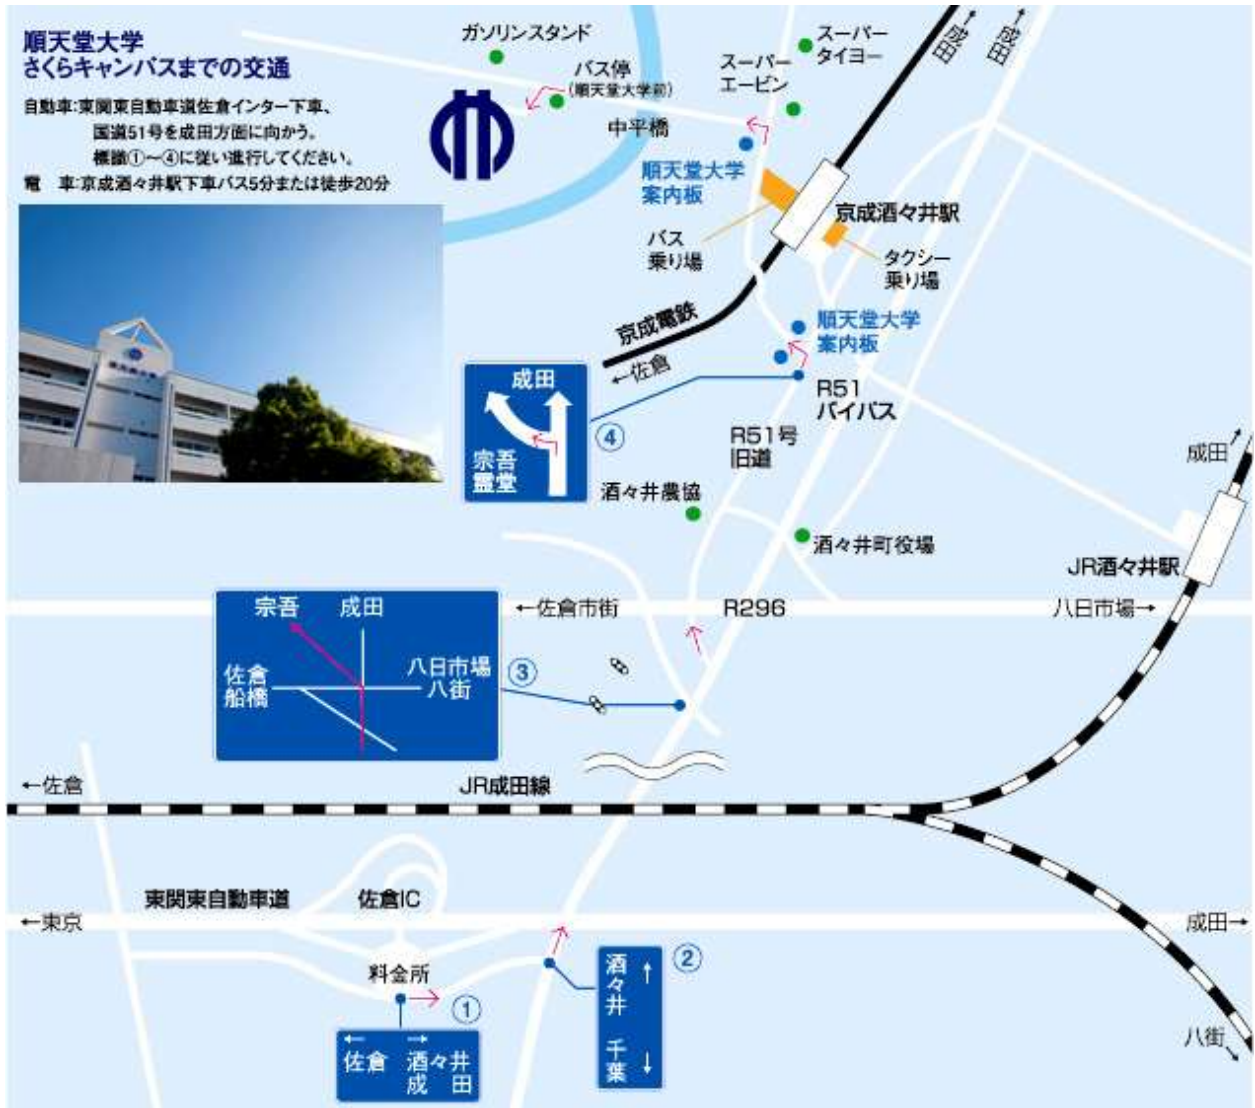 順天堂大学
さくらキャンパスまでの交通
自動車:東関東自動車道佐倉インター下車、
国道51号を成田方面に向かう。
標識①~④に従い進行してください。
電 車:京成酒々井駅下車バス5分または徒歩20分
ガソリンスタンド
バス停
(順天堂大学前)
スーパー
タイヨー
スーパー
エービン
成田
成田
中平橋
順天堂大学
案内板
京成酒々井駅
バス
乗り場
タクシー
乗り場
京成電鉄
←佐倉
順天堂大学
案内板
成田
宗吾
霊堂
④
R51
バイパス
R51号
旧道
成田
酒々井農協
酒々井町役場
JR酒々井駅
←佐倉市街
R296
八日市場→
宗吾
成田
佐倉
船橋
八日市場
八街
③
←佐倉
JR成田線
東関東自動車道
佐倉IC
←東京
成田→
料金所
①
← →
佐倉 酒々井
成田
②
酒々井 ↑
千葉 ↓
八街